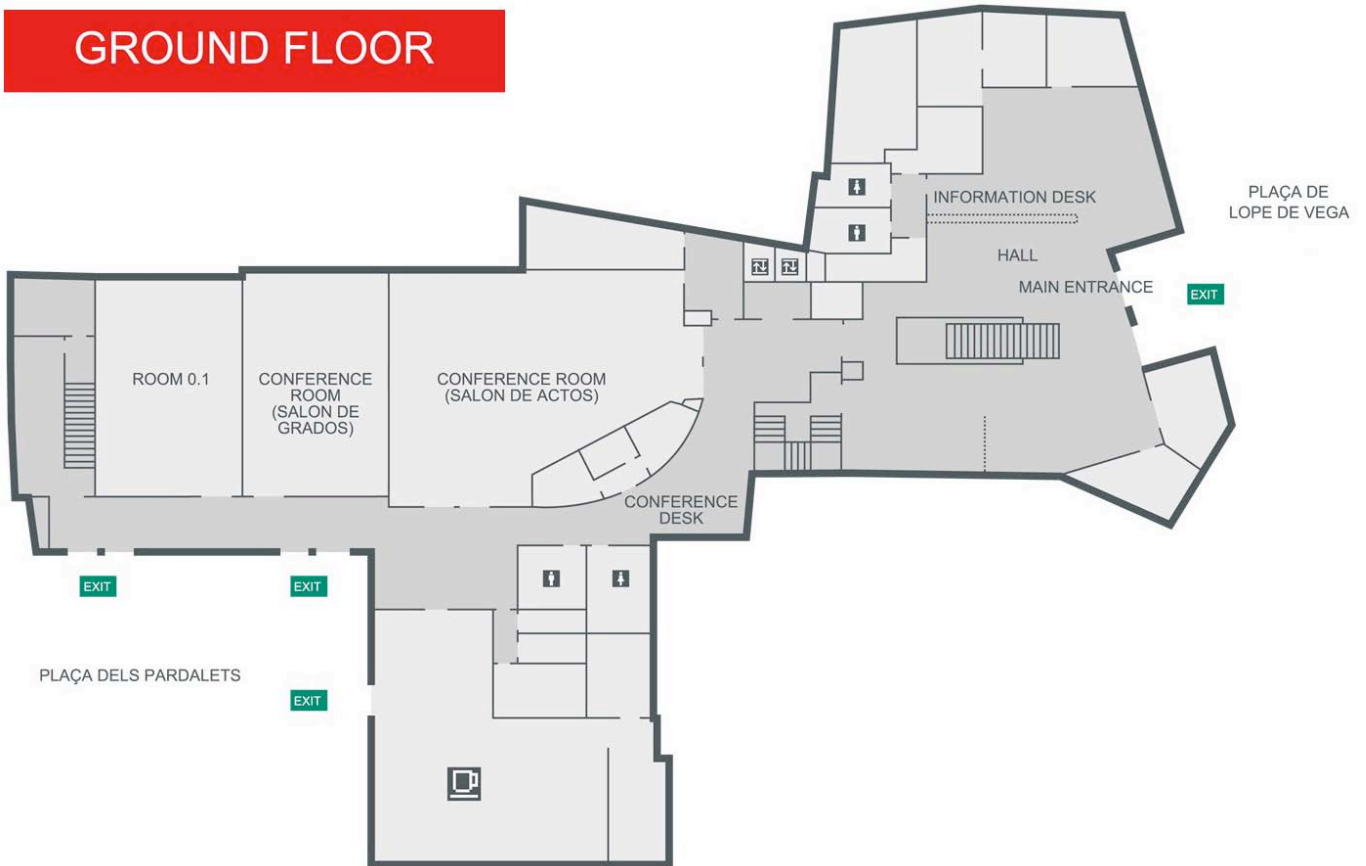 GROUND FLOOR
INFORMATION DESK
PLAÇA DE
LOPE DE VEGA
HALL
MAIN ENTRANCE
EXIT
ROOM 0.1
CONFERENCE
ROOM
(SALON DE
GRADOS)
CONFERENCE ROOM
(SALON DE ACTOS)
CONFERENCE
DESK
EXIT
EXIT
PLAÇA DELS PARDALETS
EXIT